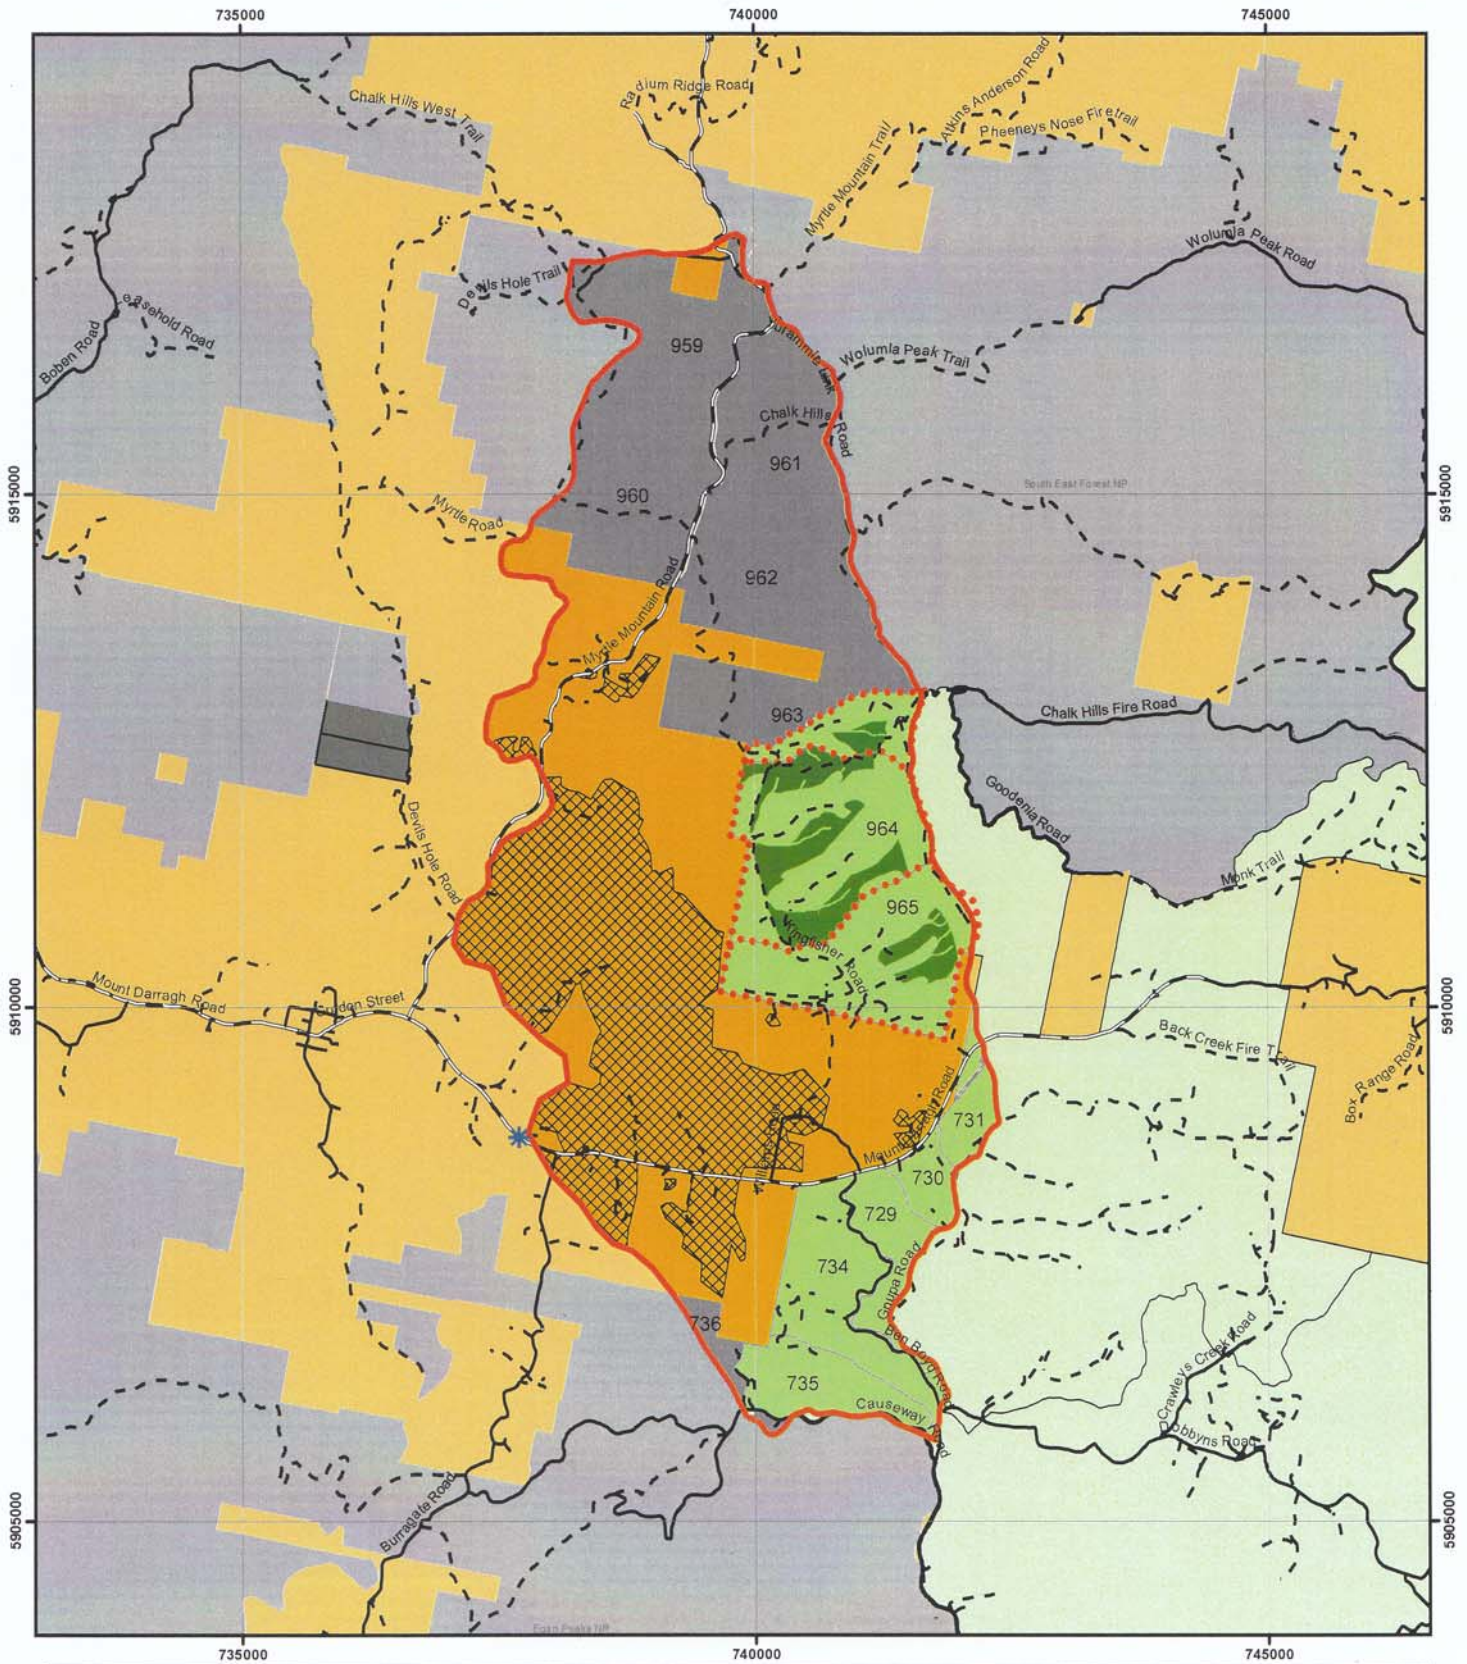 735000
740000
745000
Radium Ridge Road
Atkins Anderson Road
Chalk Hills West Trail
Pheeneys Nose Firetrail
Myrtle Mountain Trail
Wolumla Peak Road
Devils Hole Trail
easehold Road
Boben Road
959
Wolumla Peak Trail
Chalk Hills Road
961
5915000
960
South East Forest NP
5915000
Myrtle Road
962
Myrtle Mountain Road
963
Chalk Hills Fire Road
Goodenia Road
Devils Hole Road
964
Monk Trail
965
Kingfisher Road
Mount Darragh Road
5910000
5910000
Back Creek Fire Trail
Box Range Road
731
730
729
734
Gnupa Road
736
Ben Boyd Road
735
Causeway Road
Crawleys Creek Road
Dobbyns Road
Burragate Road
5905000
5905000
Egan Peaks NR
735000
740000
745000